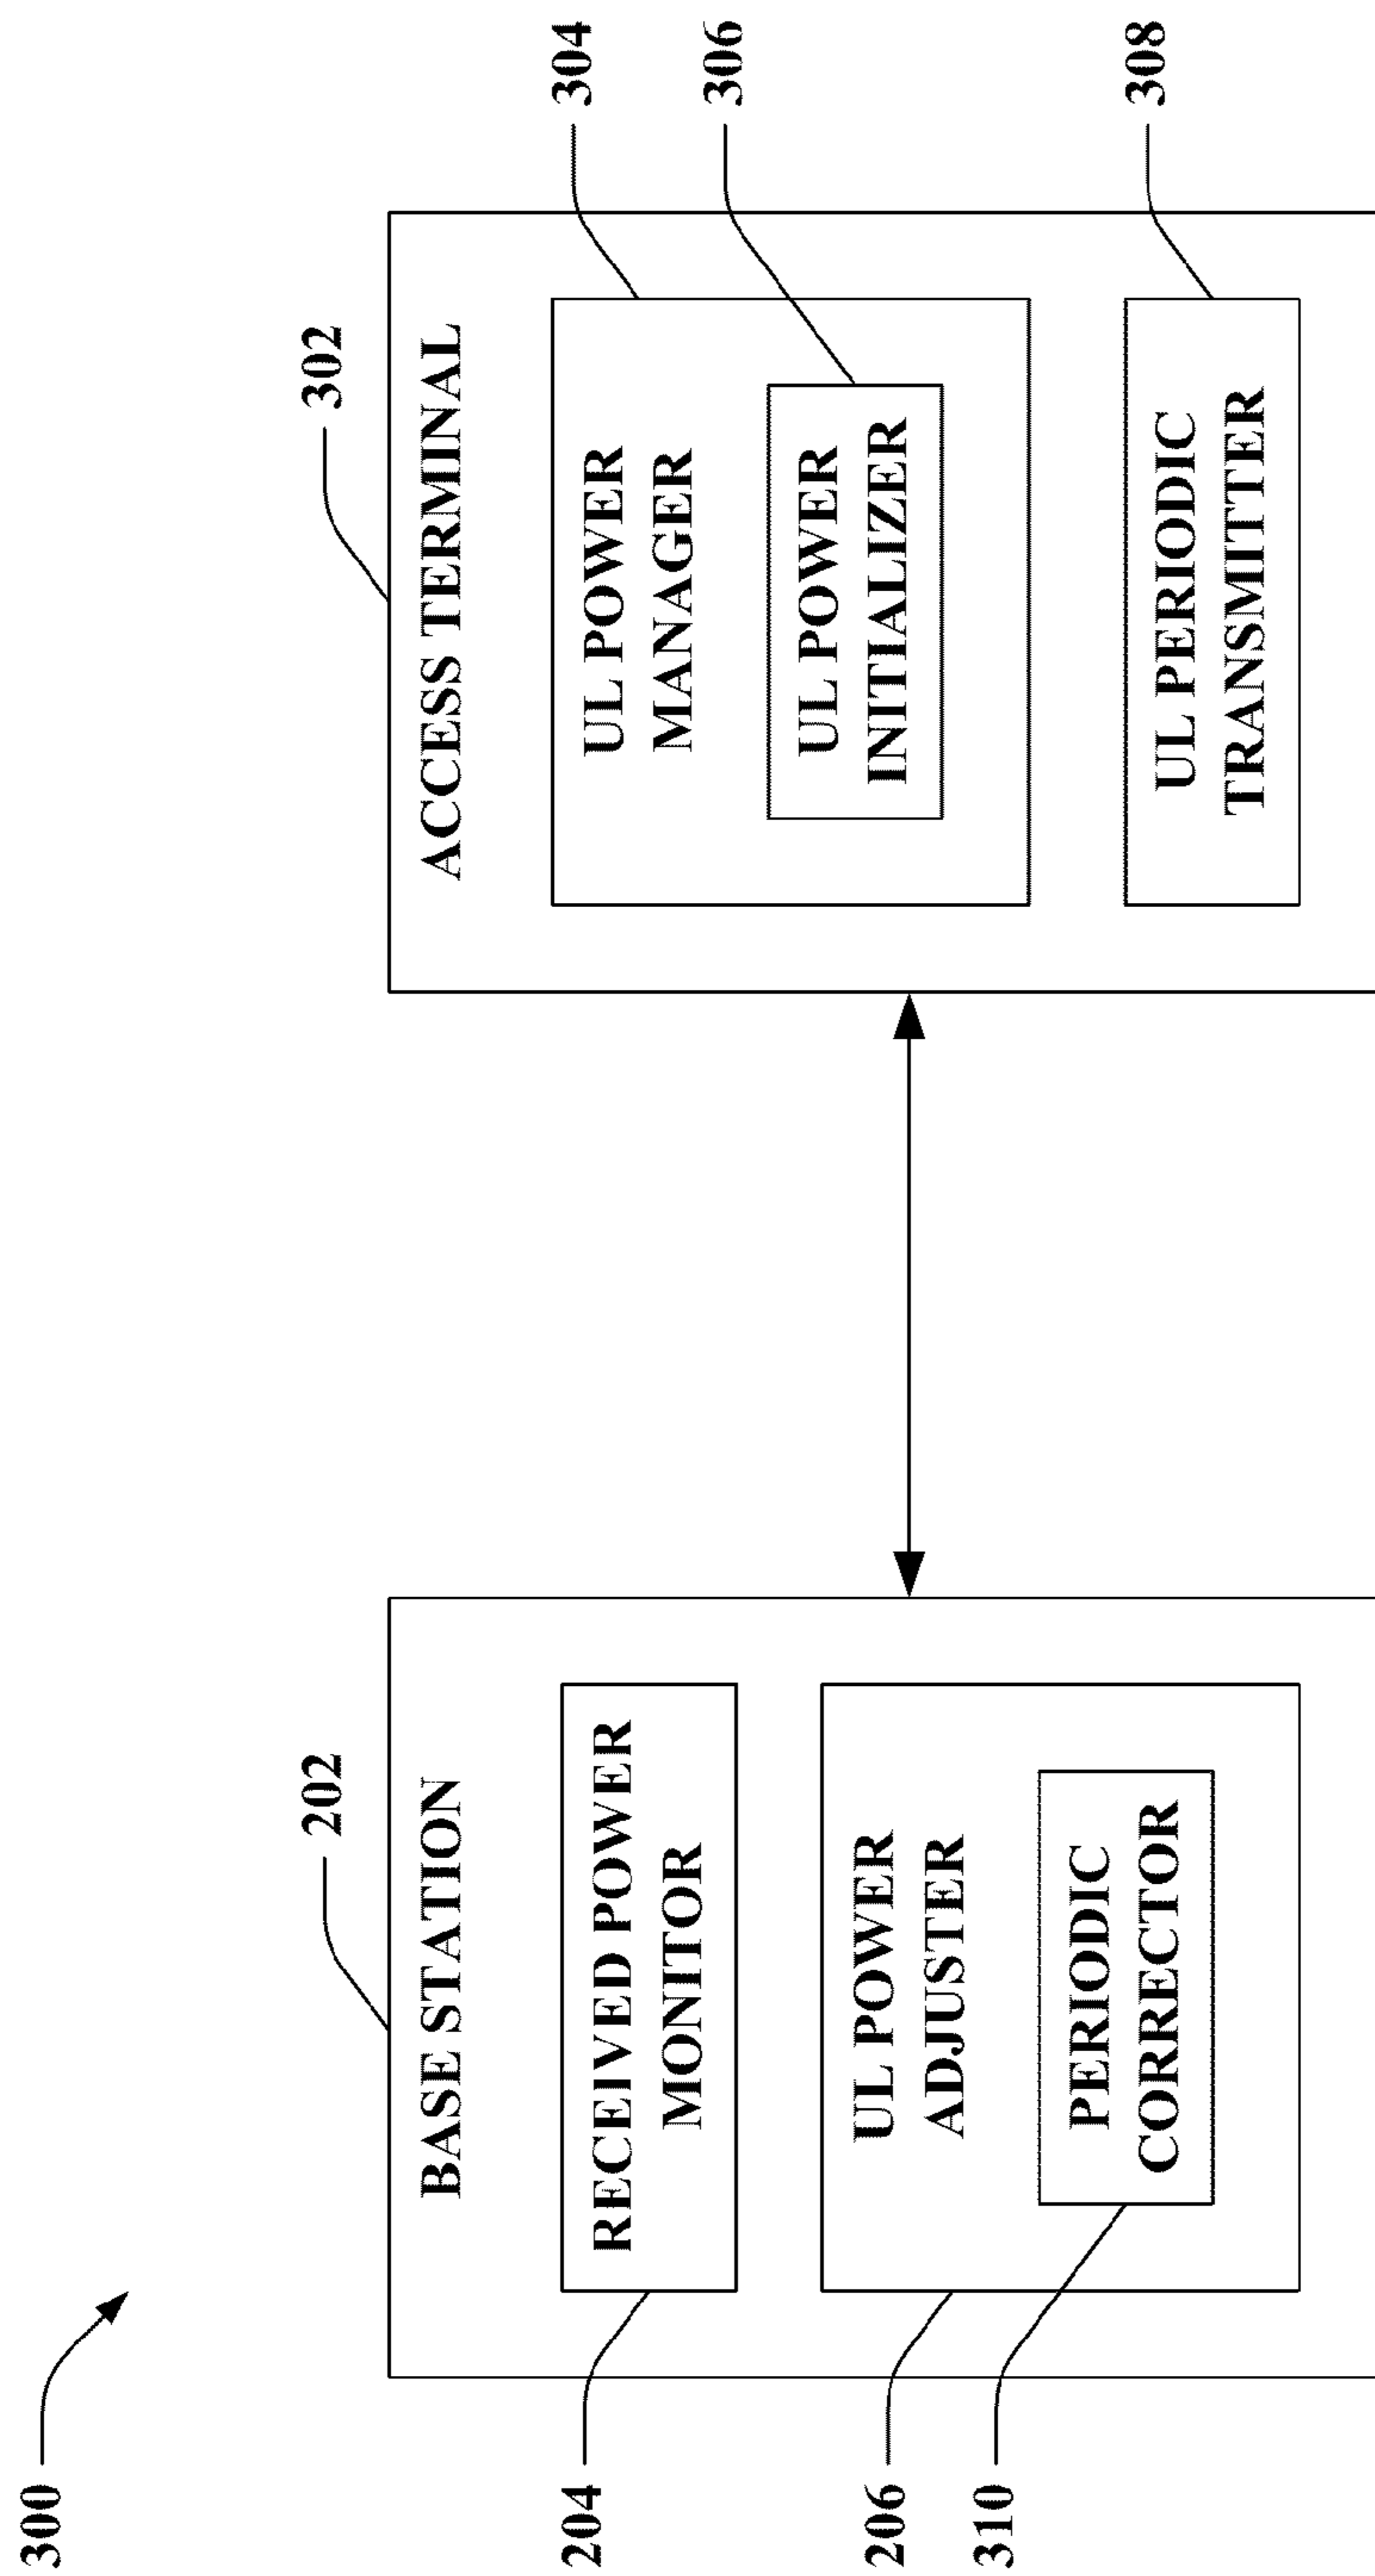 300
202
BASE STATION
204
RECEIVED POWER
MONITOR
206
UL POWER
ADJUSTER
310
PERIODIC
CORRECTOR
302
ACCESS TERMINAL
304
UL POWER
MANAGER
306
UL POWER
INITIALIZER
308
UL PERIODIC
TRANSMITTER